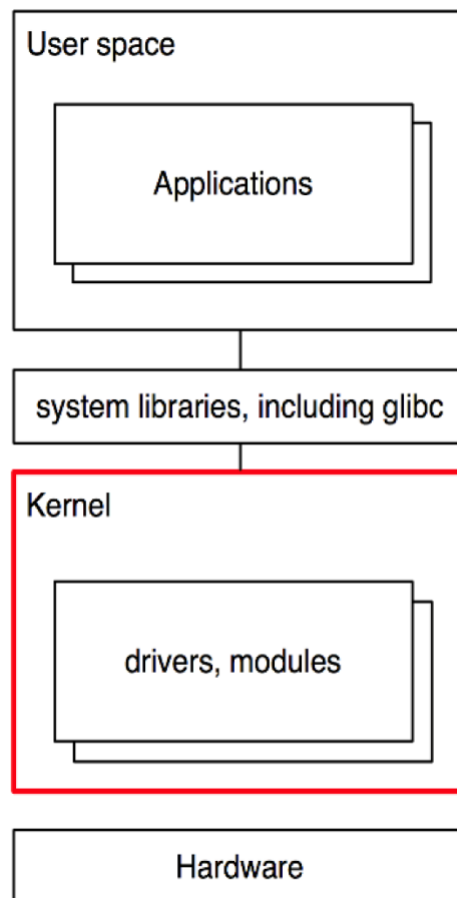 User space
Applications
system libraries, including glibc
Kernel
drivers, modules
Hardware